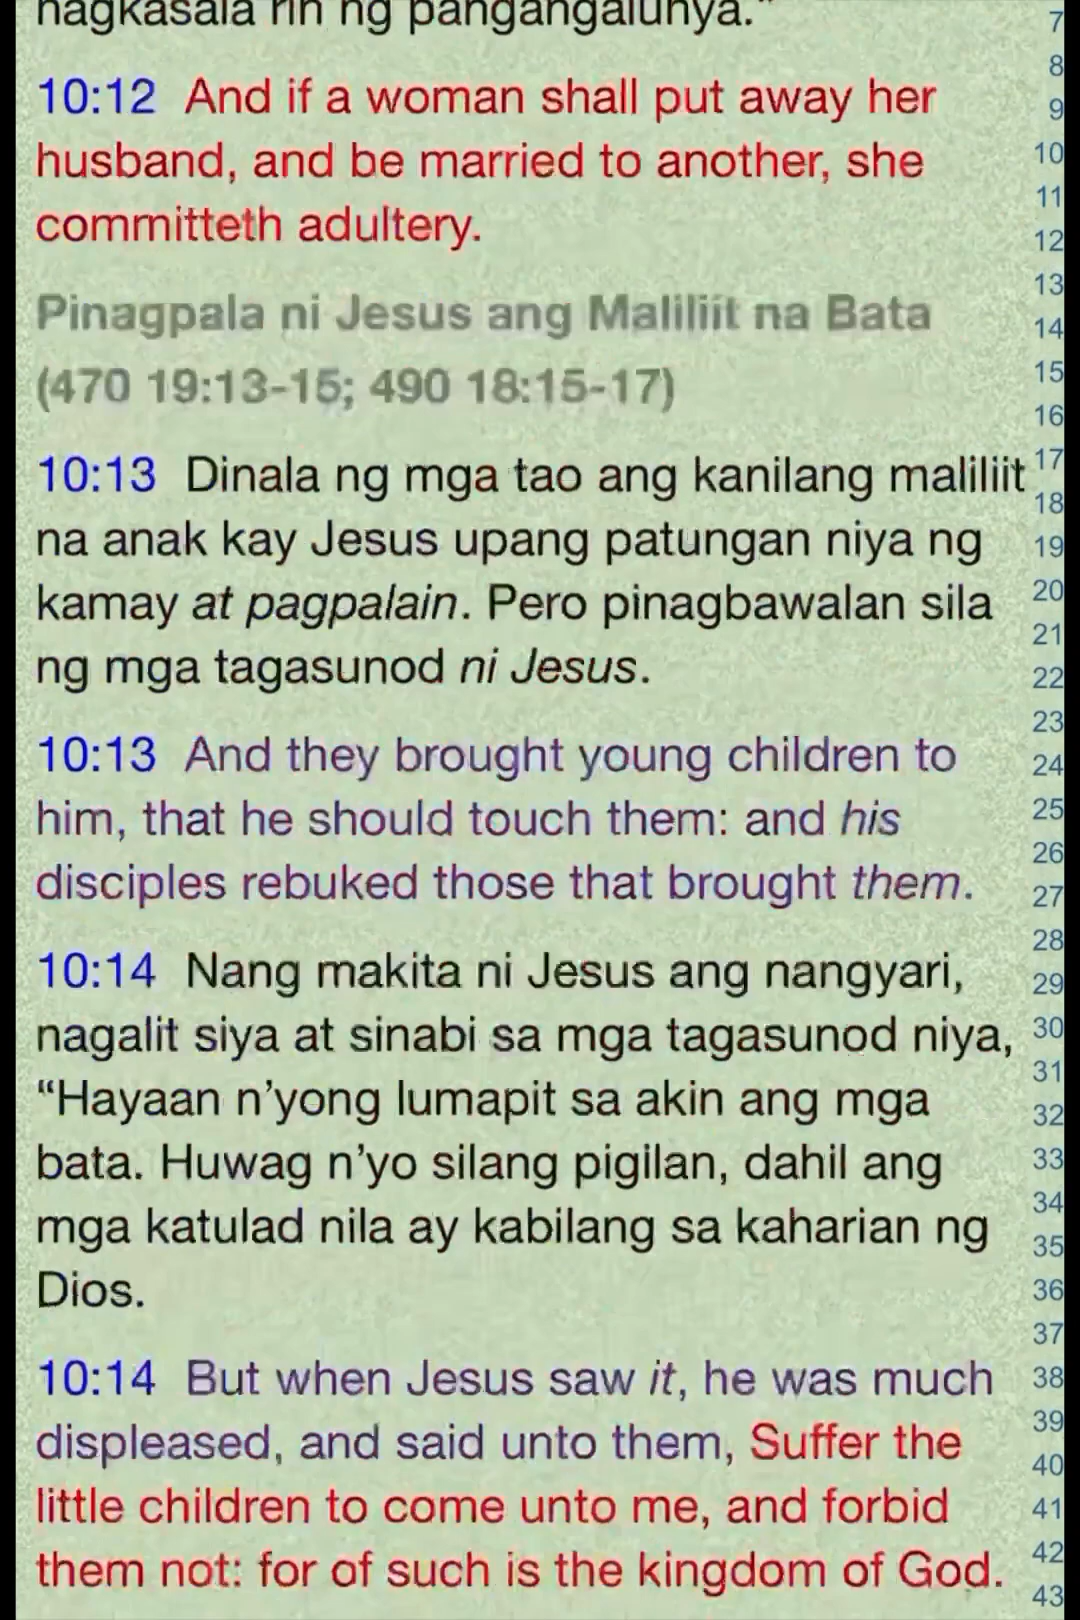 nagkasala rin ng pangangalunya.”
10:12 And if a woman shall put away her
husband, and be married to another, she
committeth adultery.
Pinagpala ni Jesus ang Maliliit na Bata
(470 19:13-15; 490 18:15-17)
10:13 Dinala ng mga tao ang kanilang maliliit
na anak kay Jesus upang patungan niya ng
kamay at pagpalain. Pero pinagbawalan sila
ng mga tagasunod ni Jesus.
10:13 And they brought young children to
him, that he should touch them: and his
disciples rebuked those that brought them.
10:14 Nang makita ni Jesus ang nangyari,
nagalit siya at sinabi sa mga tagasunod niya,
“Hayaan n’yong lumapit sa akin ang mga
bata. Huwag n’yo silang pigilan, dahil ang
mga katulad nila ay kabilang sa kaharian ng
Dios.
10:14 But when Jesus saw it, he was much
displeased, and said unto them, Suffer the
little children to come unto me, and forbid
them not: for of such is the kingdom of God.
7
8
9
10
11
12
13
14
15
16
17
18
19
20
21
22
23
24
25
26
27
28
29
30
31
32
33
34
35
36
37
38
39
40
41
42
43